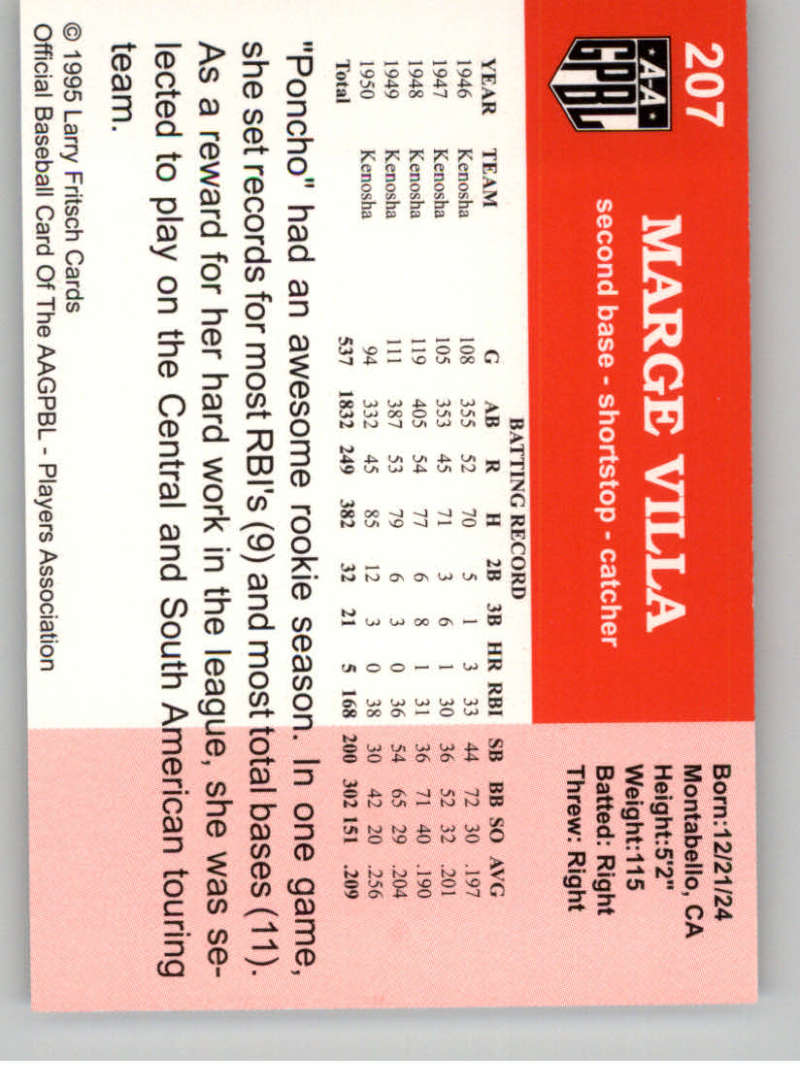 207
AA
GPBL
MARGE VILLA
second base - shortstop - catcher
Born:12/21/24
Montabello, CA
Height:5'2"
Weight:115
Batted: Right
Threw: Right
BATTING RECORD
YEAR TEAM G AB R H 2B 3B HR RBI SB BB SO AVG
1946 Kenosha 108 355 52 70 5 1 3 33 44 72 30 .197
1947 Kenosha 105 353 45 71 3 6 1 30 36 52 32 .201
1948 Kenosha 119 405 54 77 6 8 1 31 36 71 40 .190
1949 Kenosha 111 387 53 79 6 3 0 36 54 65 29 .204
1950 Kenosha 94 332 45 85 12 3 0 38 30 42 20 .256
Total 537 1832 249 382 32 21 5 168 200 302 151 .209
"Poncho" had an awesome rookie season. In one game,
she set records for most RBI's (9) and most total bases (11).
As a reward for her hard work in the league, she was se-
lected to play on the Central and South American touring
team.
© 1995 Larry Fritsch Cards
Official Baseball Card Of The AAGPBL - Players Association